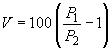 V = 100 ( P₁ / P₂ − 1 )